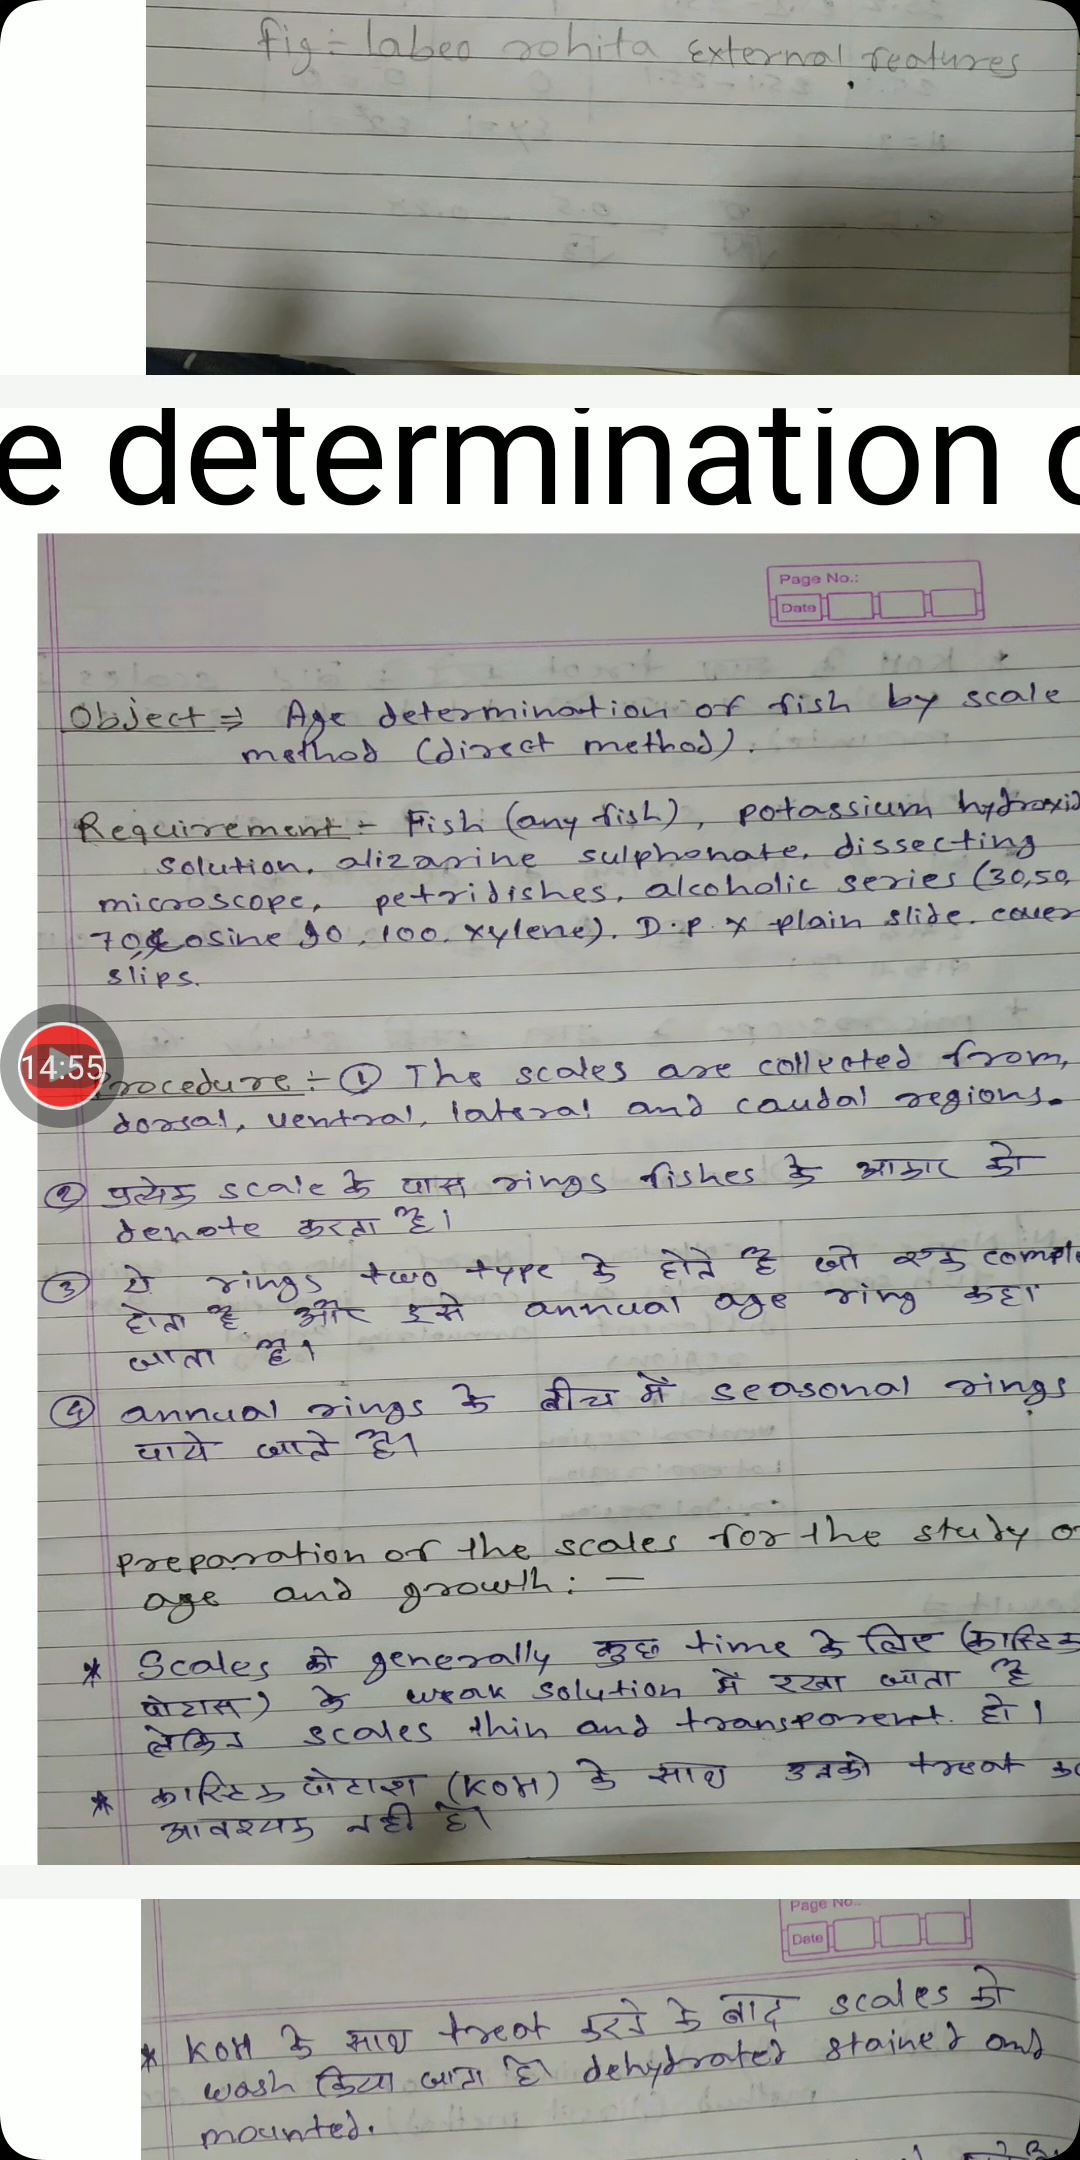 fig :- labeo rohita External features
e determination o
Page No.:
Date
Object ⇒ Age determination of fish by scale
method (direct method).
Requirement :- Fish (any fish), potassium hydroxid
solution, alizarine sulphonate, dissecting
microscope, petridishes, alcoholic series (30,50,
70, eosine 90, 100, xylene). D.P.X plain slide. cover
slips.
14:55
Procedure :- ① The scales are collected from,
dorsal, ventral, lateral and caudal regions.
② प्रत्येक scale के पास rings fishes के आकार को
denote करता है।
③ ये rings two type के होते है जो एक comple
होता है और इसे annual age ring कहा
जाता है।
④ annual rings के बीच में seasonal rings
पाये जाते है।
preparation of the scales for the study o
age and growth : —
* Scales को generally कुछ time के लिए (कास्टिक
पोटास) के weak solution में रखा जाता है
लेकिन scales thin and transparent. हो।
* कास्टिक पोटाश (KOH) के साथ उनको treat क
आवश्यक नही है।
Page No.:
Date
* KOH के साथ treat करने के बाद scales को
wash किया जाता है। dehydrated stained and
mounted.